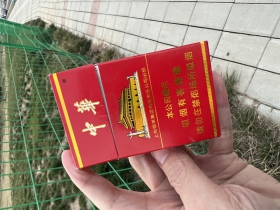 中华
本公司提示
吸烟有害健康
请勿在禁烟场所吸烟